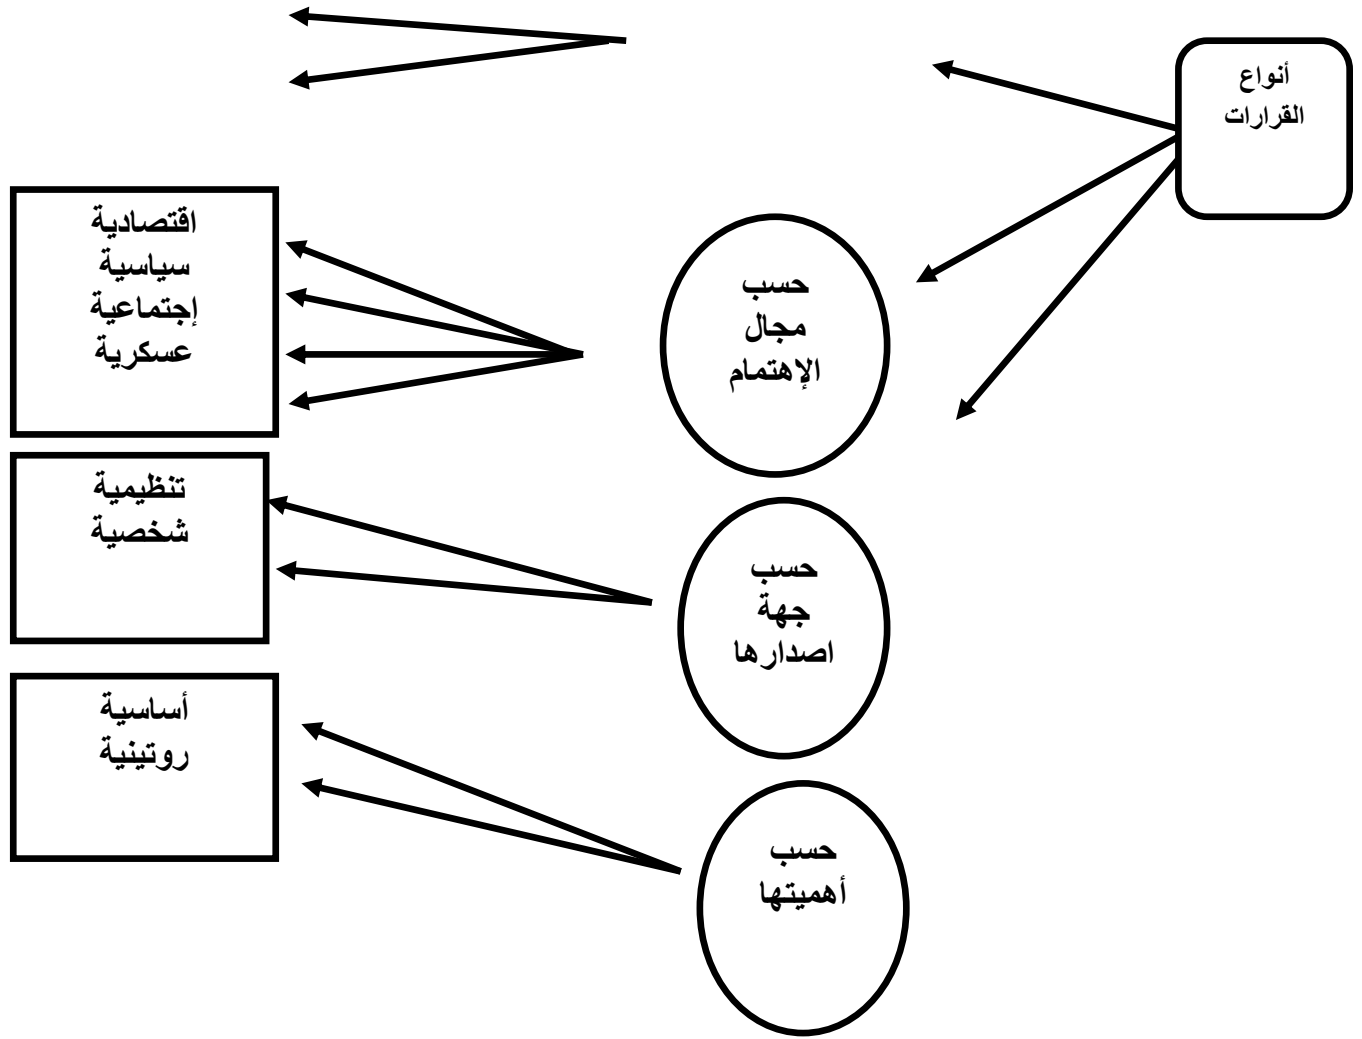 أنواع
القرارات
حسب
مجال
الإهتمام
اقتصادية
سياسية
إجتماعية
عسكرية
حسب
جهة
اصدارها
تنظيمية
شخصية
حسب
أهميتها
أساسية
روتينية